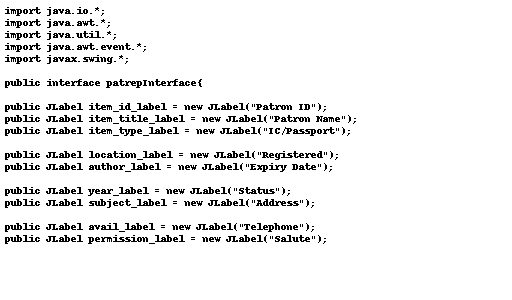 import java.io.*;
import java.awt.*;
import java.util.*;
import java.awt.event.*;
import javax.swing.*;
public interface patrepInterface{
public JLabel item_id_label = new JLabel("Patron ID");
public JLabel item_title_label = new JLabel("Patron Name");
public JLabel item_type_label = new JLabel("IC/Passport");
public JLabel location_label = new JLabel("Registered");
public JLabel author_label = new JLabel("Expiry Date");
public JLabel year_label = new JLabel("Status");
public JLabel subject_label = new JLabel("Address");
public JLabel avail_label = new JLabel("Telephone");
public JLabel permission_label = new JLabel("Salute");